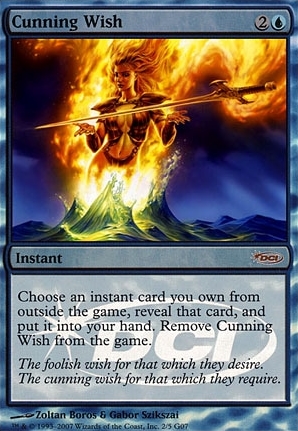 Cunning Wish 2
Instant DCI
Choose an instant card you own from
outside the game, reveal that card, and
put it into your hand. Remove Cunning
Wish from the game.
The foolish wish for that which they desire.
The cunning wish for that which they require.
DCI
Zoltan Boros & Gabor Szikszai
™ & © 1993-2007 Wizards of the Coast, Inc. 2/5 G07